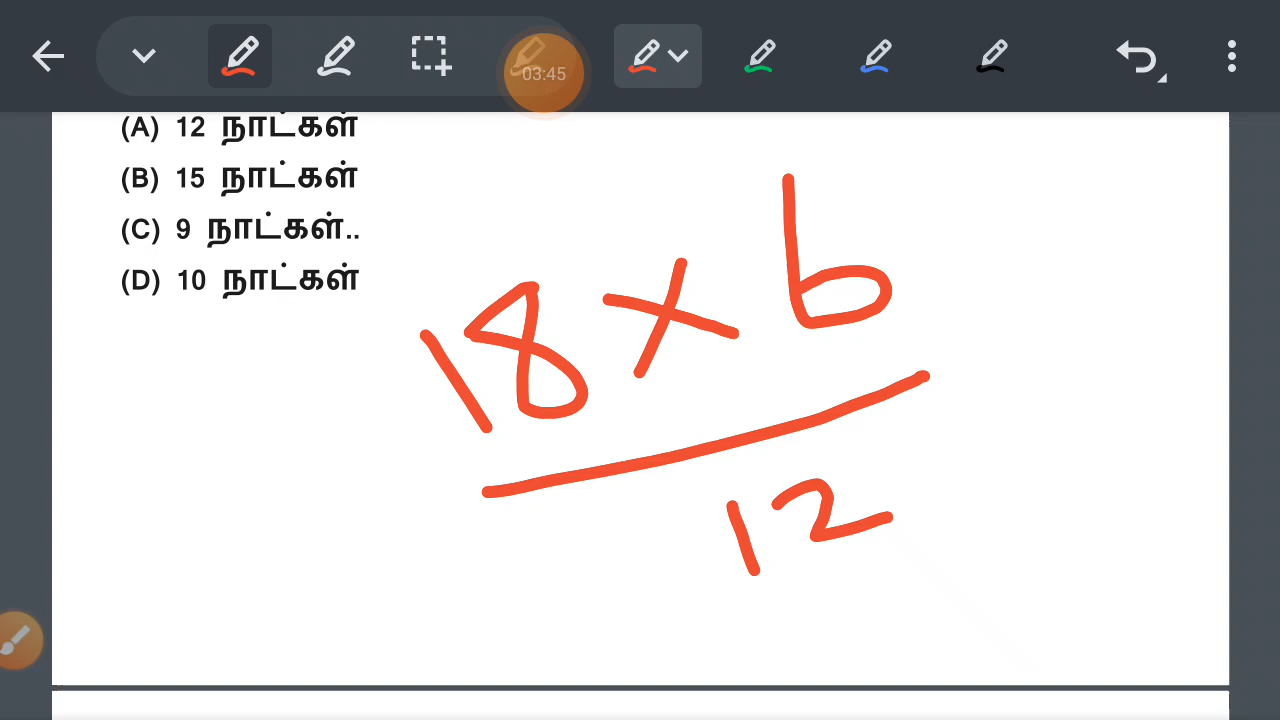 03:45
(A) 12 நாட்கள்
(B) 15 நாட்கள்
(C) 9 நாட்கள்..
(D) 10 நாட்கள்
18 × 6
12